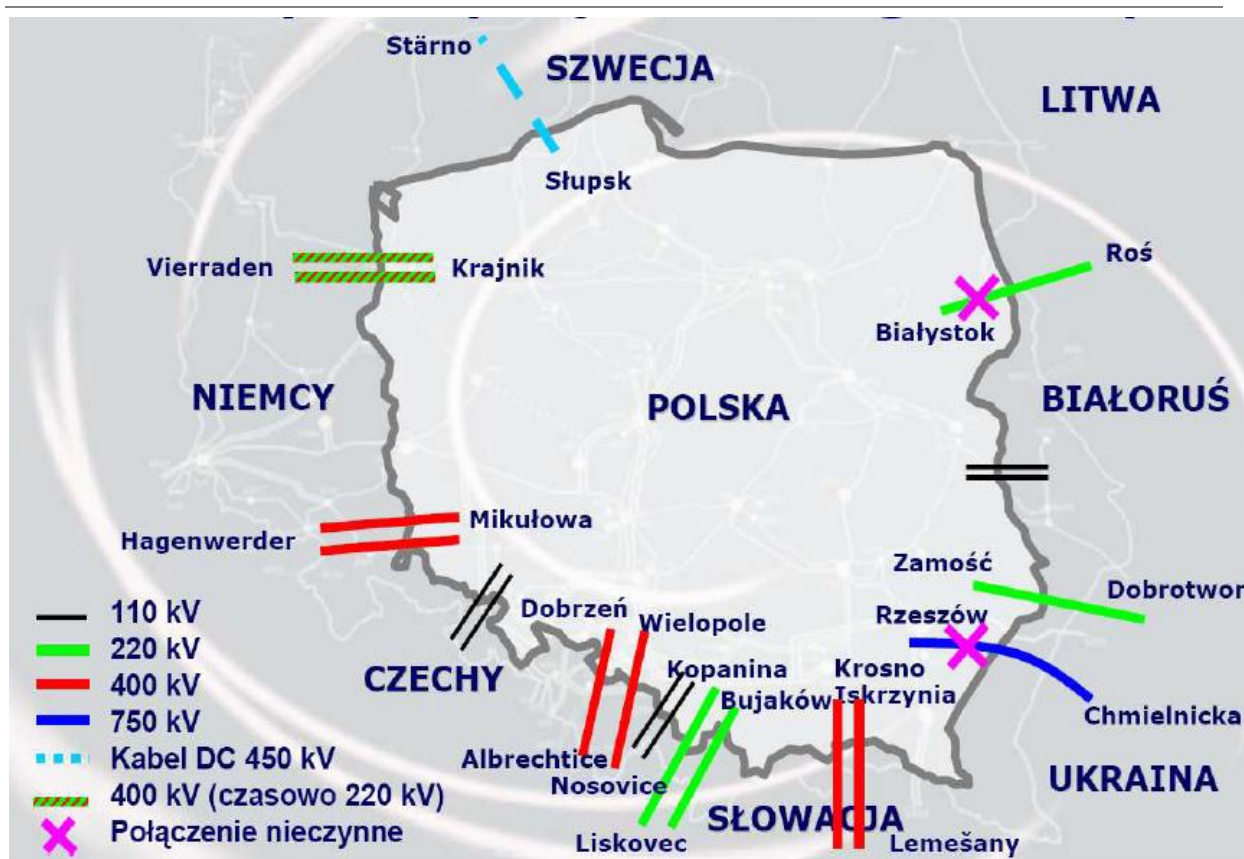 Stärno
SZWECJA
LITWA
Słupsk
Vierraden
Krajnik
Roś
Białystok
NIEMCY
POLSKA
BIAŁORUŚ
Hagenwerder
Mikułowa
Zamość
Dobrotwor
Rzeszów
Dobrzeń
Wielopole
CZECHY
Kopanina
Bujaków
Krosno
Iskrzynia
Chmielnicka
Albrechtice
Nosovice
UKRAINA
SŁOWACJA
Liskovec
Lemešany
110 kV
220 kV
400 kV
750 kV
Kabel DC 450 kV
400 kV (czasowo 220 kV)
Połączenie nieczynne